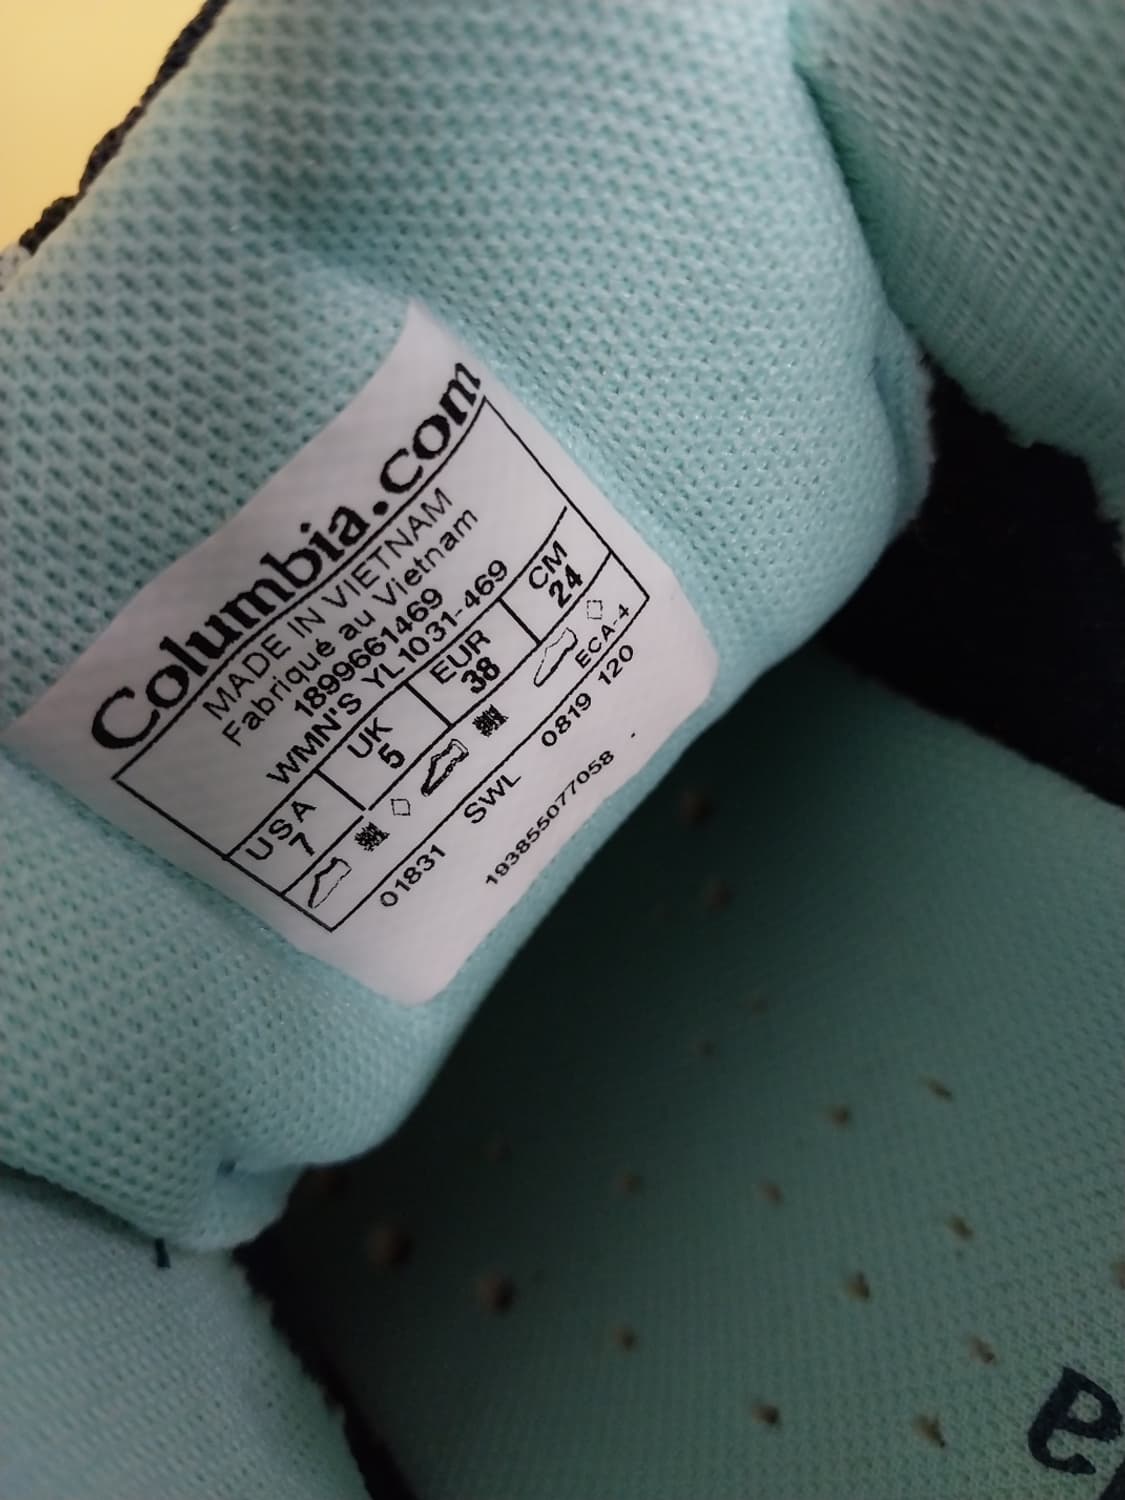 Columbia.com
MADE IN VIETNAM
Fabriqué au Vietnam
1899661469
WMN'S YL1031-469
USA UK EUR CM
7 5 38 24
ECA-4
01831 SWL 0819 120
193855077058